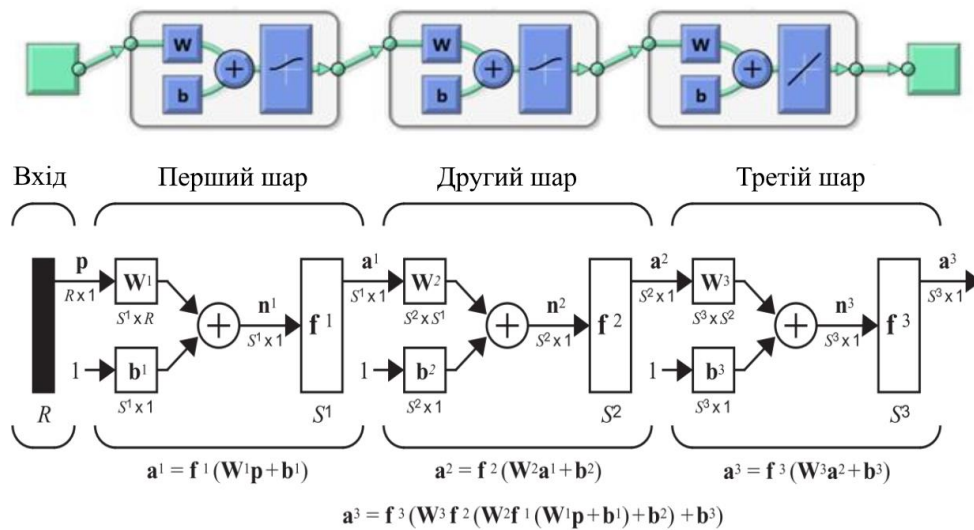 W W W
b b b
Вхід Перший шар Другий шар Третій шар
p a¹ a² a³
R x 1 W¹ S¹ x 1 W² S² x 1 W³ S³ x 1
S¹ x R n¹ S² x S¹ n² S³ x S² n³
S¹ x 1 f ¹ S² x 1 f ² S³ x 1 f ³
1 b¹ 1 b² 1 b³
R S¹ x 1 S¹ S² x 1 S² S³ x 1 S³
a¹ = f ¹ (W¹p + b¹) a² = f ² (W²a¹ + b²) a³ = f ³ (W³a² + b³)
a³ = f ³ (W³ f ² (W² f ¹ (W¹p + b¹) + b²) + b³)